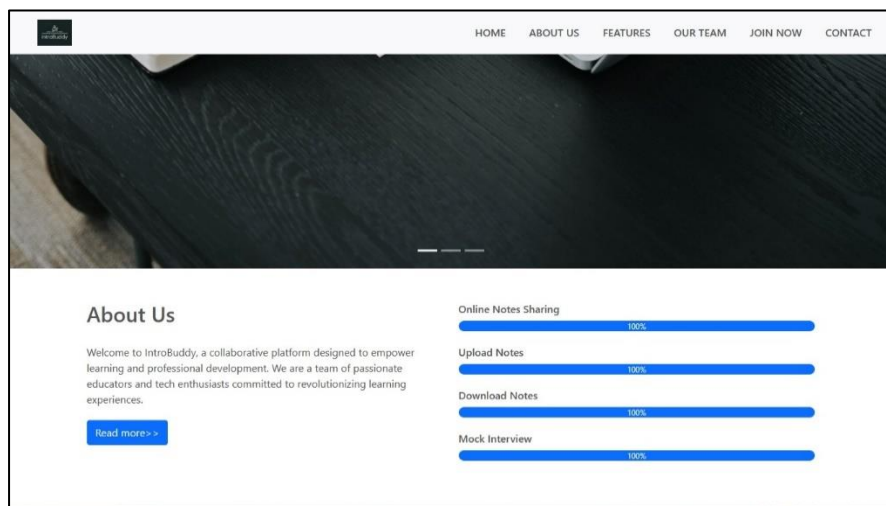 IntroBuddy
HOME ABOUT US FEATURES OUR TEAM JOIN NOW CONTACT
About Us
Welcome to IntroBuddy, a collaborative platform designed to empower
learning and professional development. We are a team of passionate
educators and tech enthusiasts committed to revolutionizing learning
experiences.
Read more>>
Online Notes Sharing
100%
Upload Notes
100%
Download Notes
100%
Mock Interview
100%